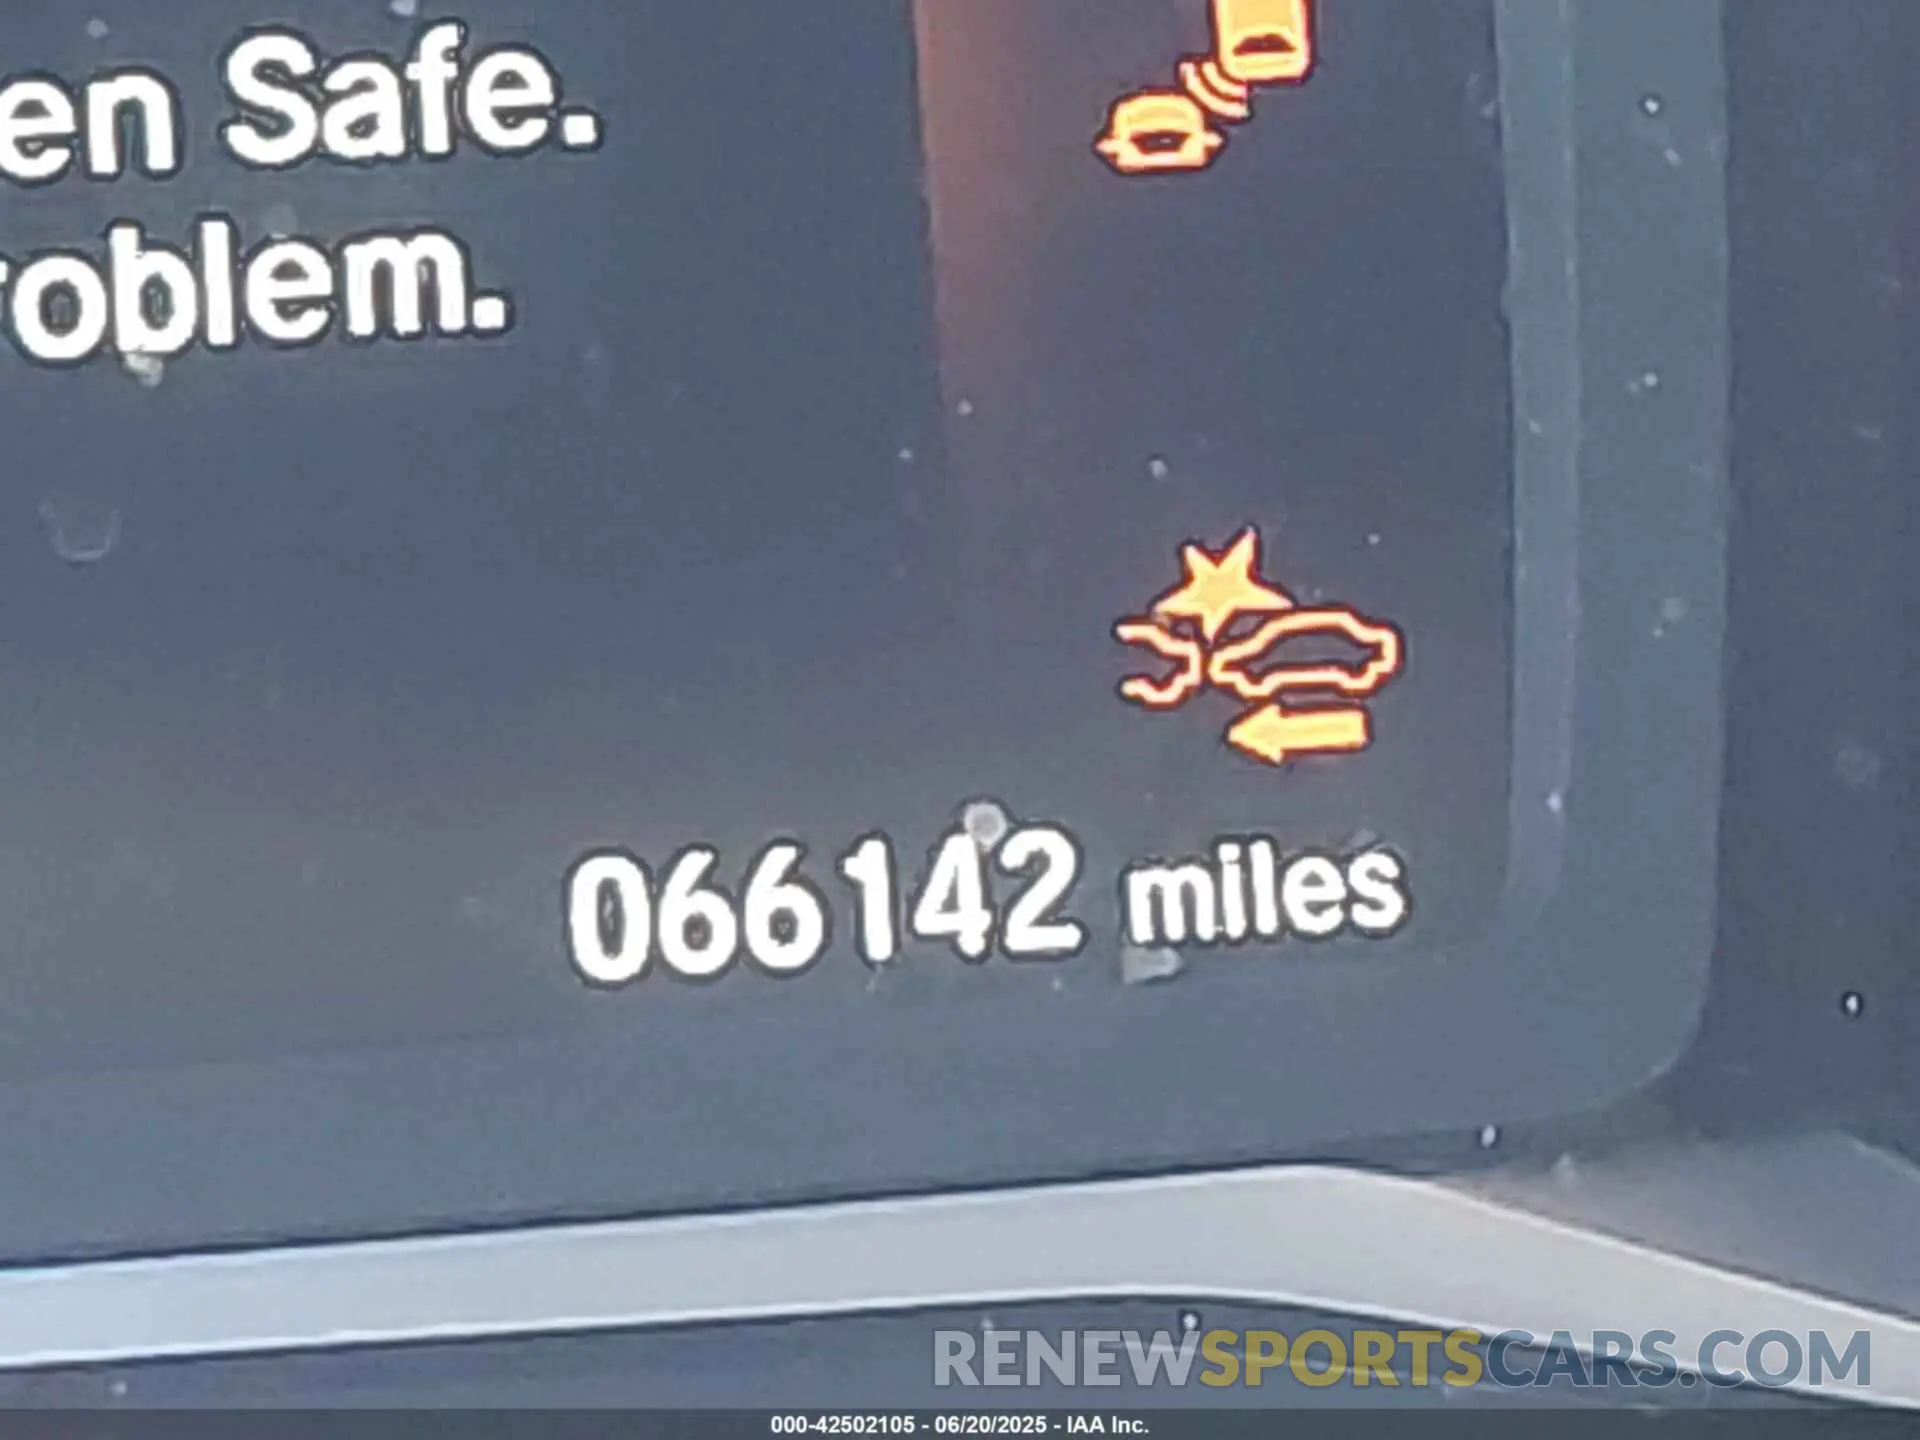 en Safe.
roblem.
066142 miles
RENEWSPORTSCARS.COM
000-42502105 - 06/20/2025 - IAA Inc.